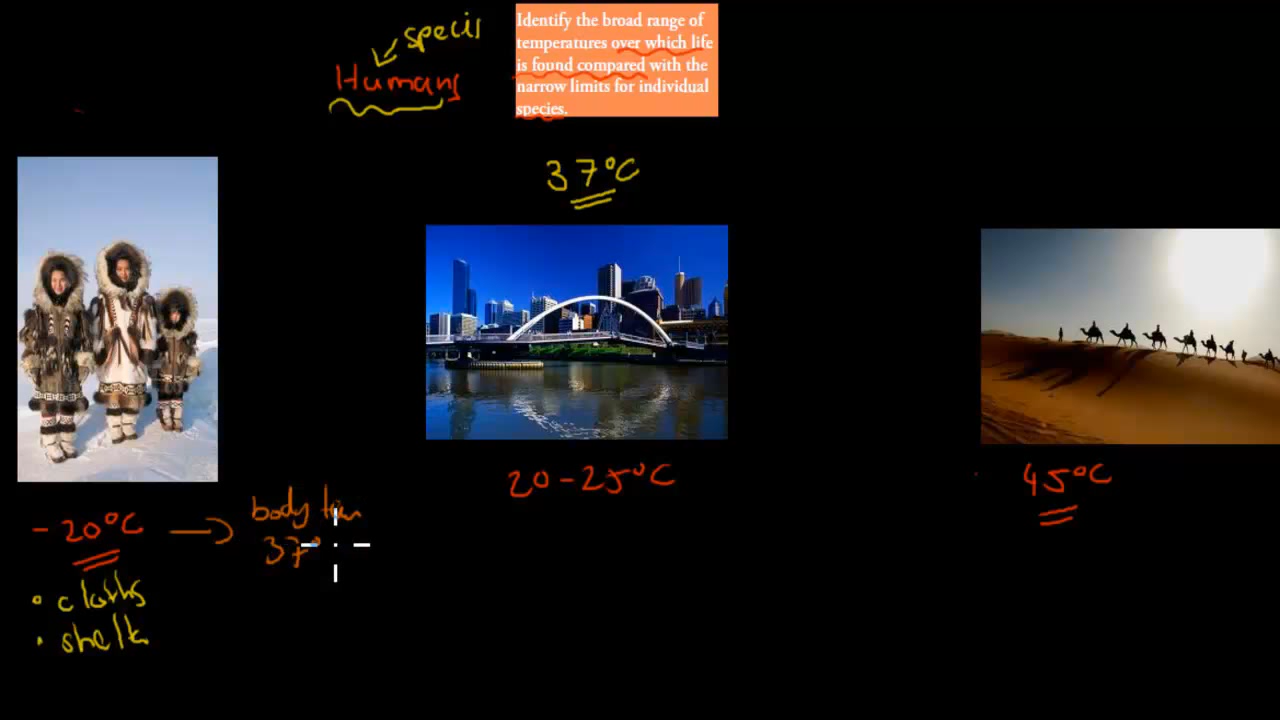 specis
Humans
Identify the broad range of
temperatures over which life
is found compared with the
narrow limits for individual
species.
37°C
20-25°C
45°C
-20°C
body tem
37°
• cloths
• shelt